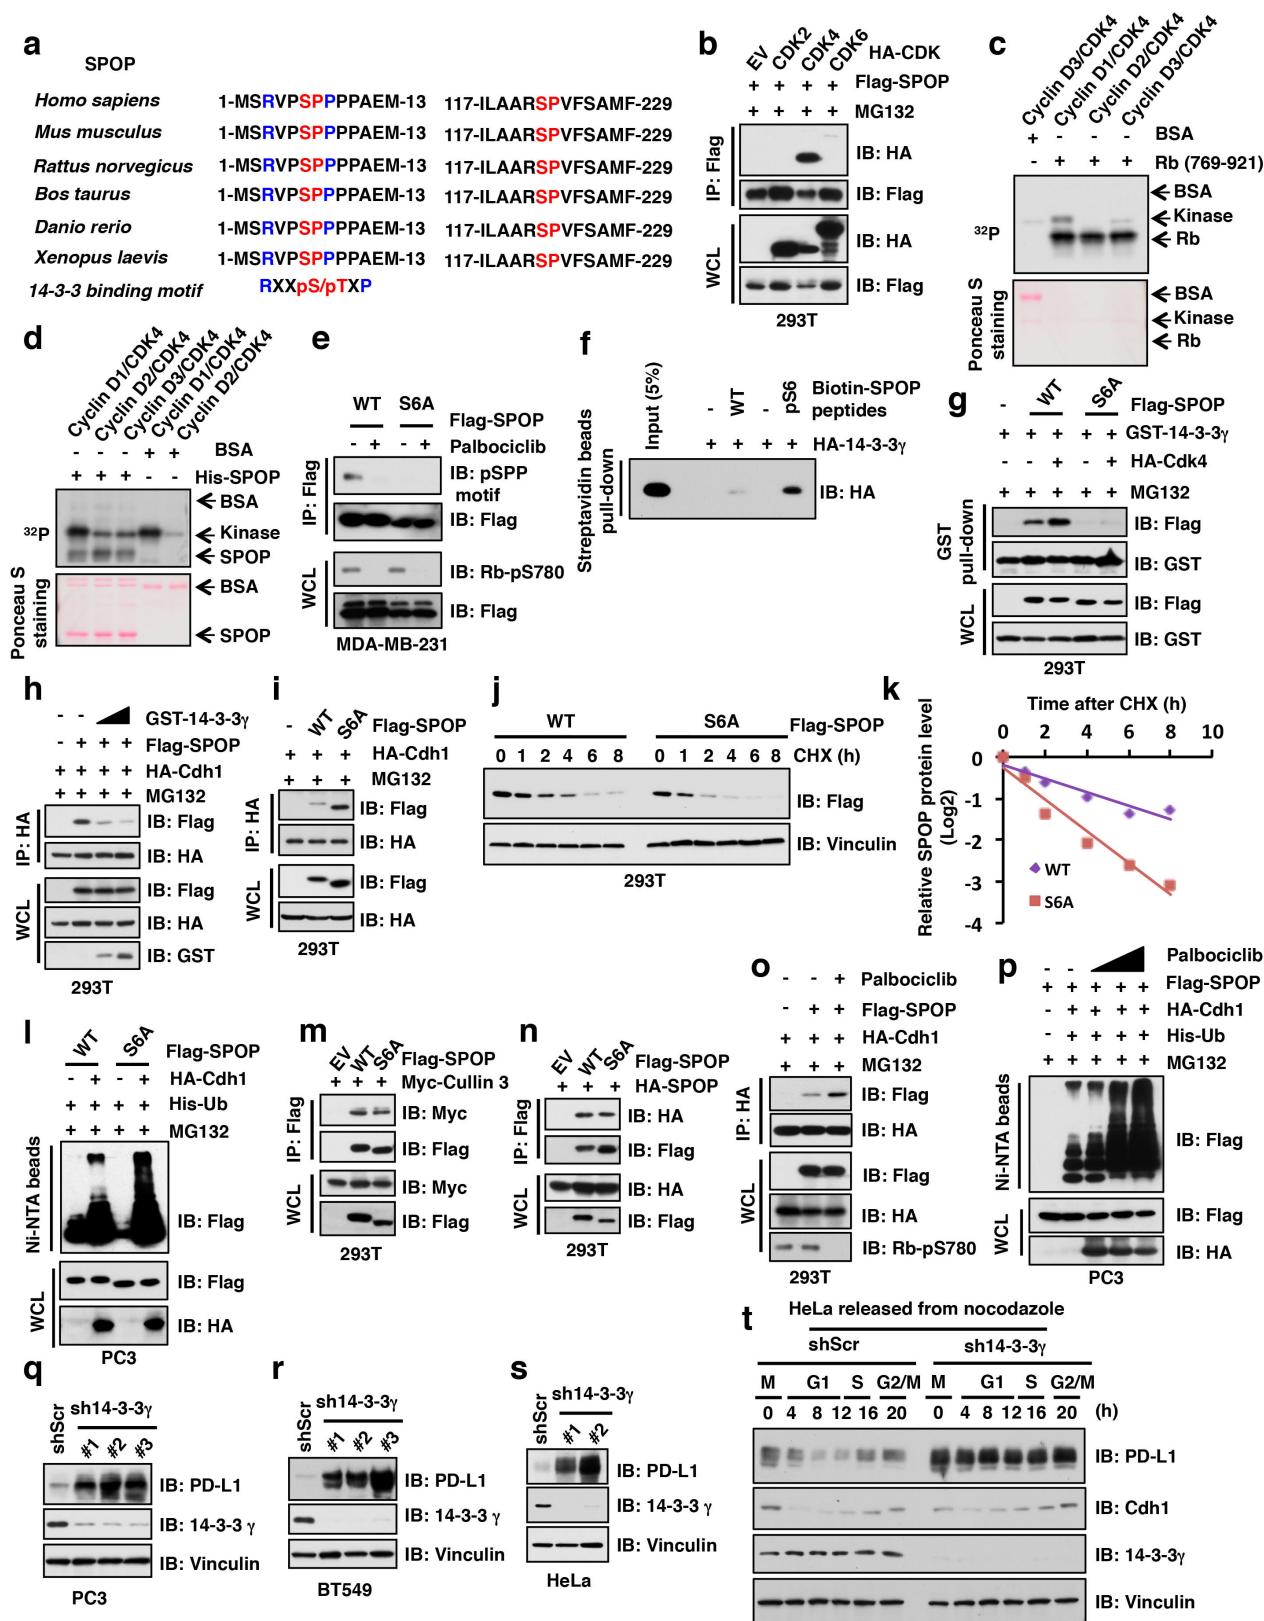 a
SPOP
Homo sapiens 1-MSRVPSPPPPAEM-13 117-ILAARSPVFSAMF-229
Mus musculus 1-MSRVPSPPPPAEM-13 117-ILAARSPVFSAMF-229
Rattus norvegicus 1-MSRVPSPPPPAEM-13 117-ILAARSPVFSAMF-229
Bos taurus 1-MSRVPSPPPPAEM-13 117-ILAARSPVFSAMF-229
Danio rerio 1-MSRVPSPPPPAEM-13 117-ILAARSPVFSAMF-229
Xenopus laevis 1-MSRVPSPPPPAEM-13 117-ILAARSPVFSAMF-229
14-3-3 binding motif RXXpS/pTXP
b
EV CDK2 CDK4 CDK6 HA-CDK
+ + + + Flag-SPOP
+ + + + MG132
IP: Flag
IB: HA
IB: Flag
WCL
IB: HA
IB: Flag
293T
c
Cyclin D3/CDK4 Cyclin D1/CDK4 Cyclin D2/CDK4 Cyclin D3/CDK4
+ - - - BSA
- + + + Rb (769-921)
32P
BSA
Kinase
Rb
Ponceau S staining
BSA
Kinase
Rb
d
Cyclin D1/CDK4 Cyclin D2/CDK4 Cyclin D3/CDK4 Cyclin D1/CDK4 Cyclin D2/CDK4
- - - + + BSA
+ + + - - His-SPOP
32P
BSA
Kinase
SPOP
Ponceau S staining
BSA
SPOP
e
WT S6A Flag-SPOP
- + - + Palbociclib
IP: Flag
IB: pSPP motif
IB: Flag
WCL
IB: Rb-pS780
IB: Flag
MDA-MB-231
f
Input (5%)
- WT - pS6 Biotin-SPOP peptides
+ + + + HA-14-3-3γ
Streptavidin beads pull-down
IB: HA
g
- WT S6A Flag-SPOP
+ + + + + GST-14-3-3γ
+ + HA-Cdk4
+ + + + + MG132
GST pull-down
IB: Flag
IB: GST
WCL
IB: Flag
IB: GST
293T
h
- - GST-14-3-3γ
- + + + Flag-SPOP
+ + + + HA-Cdh1
+ + + + MG132
IP: HA
IB: Flag
IB: HA
WCL
IB: Flag
IB: HA
IB: GST
293T
i
- WT S6A Flag-SPOP
+ + + HA-Cdh1
+ + + MG132
IP: HA
IB: Flag
IB: HA
WCL
IB: Flag
IB: HA
293T
j
WT S6A Flag-SPOP
0 1 2 4 6 8 0 1 2 4 6 8 CHX (h)
IB: Flag
IB: Vinculin
293T
k
Time after CHX (h)
0 2 4 6 8 10
Relative SPOP protein level (Log2)
0
-1
-2
-3
-4
WT
S6A
l
WT S6A Flag-SPOP
- + - + HA-Cdh1
+ + + + His-Ub
+ + + + MG132
Ni-NTA beads
IB: Flag
WCL
IB: Flag
IB: HA
PC3
m
EV WT S6A Flag-SPOP
+ + + Myc-Cullin 3
IP: Flag
IB: Myc
IB: Flag
WCL
IB: Myc
IB: Flag
293T
n
EV WT S6A Flag-SPOP
+ + + HA-SPOP
IP: Flag
IB: HA
IB: Flag
WCL
IB: HA
IB: Flag
293T
o
- - + Palbociclib
- + + Flag-SPOP
+ + + HA-Cdh1
+ + + MG132
IP: HA
IB: Flag
IB: HA
WCL
IB: Flag
IB: HA
IB: Rb-pS780
293T
p
- - Palbociclib
+ + + + + Flag-SPOP
- + + + + HA-Cdh1
- + + + + His-Ub
+ + + + + MG132
Ni-NTA beads
IB: Flag
WCL
IB: Flag
IB: HA
PC3
q
shScr sh14-3-3γ
#1 #2 #3
IB: PD-L1
IB: 14-3-3 γ
IB: Vinculin
PC3
r
shScr sh14-3-3γ
#1 #2 #3
IB: PD-L1
IB: 14-3-3 γ
IB: Vinculin
BT549
s
shScr sh14-3-3γ
#1 #2
IB: PD-L1
IB: 14-3-3 γ
IB: Vinculin
HeLa
t
HeLa released from nocodazole
shScr sh14-3-3γ
M G1 S G2/M M G1 S G2/M
0 4 8 12 16 20 0 4 8 12 16 20 (h)
IB: PD-L1
IB: Cdh1
IB: 14-3-3γ
IB: Vinculin